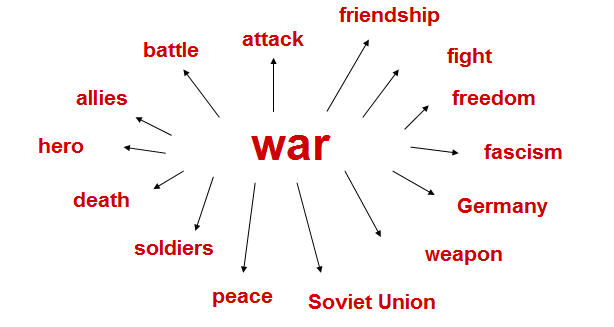 friendship
attack
battle
fight
allies
freedom
war
hero
fascism
death
Germany
soldiers
weapon
peace
Soviet Union